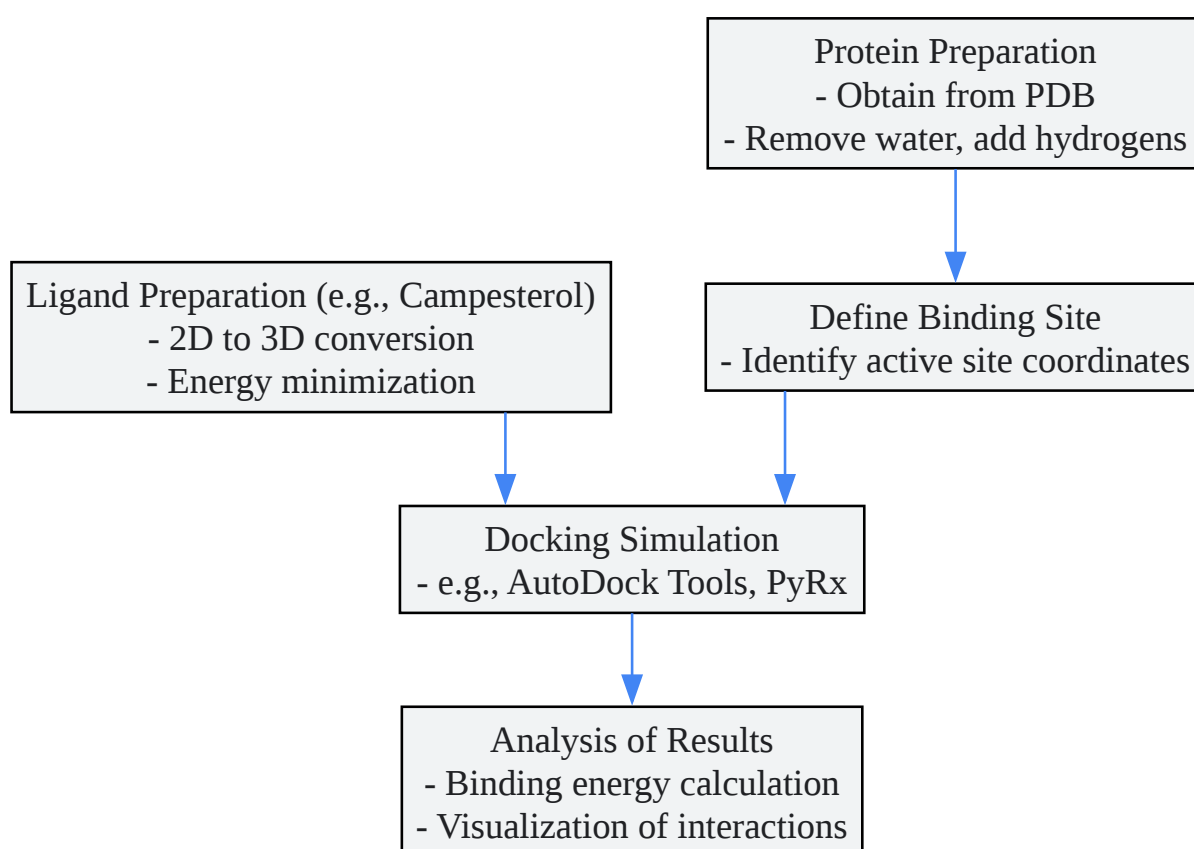 Protein Preparation
- Obtain from PDB
- Remove water, add hydrogens
Ligand Preparation (e.g., Campesterol)
- 2D to 3D conversion
- Energy minimization
Define Binding Site
- Identify active site coordinates
Docking Simulation
- e.g., AutoDock Tools, PyRx
Analysis of Results
- Binding energy calculation
- Visualization of interactions